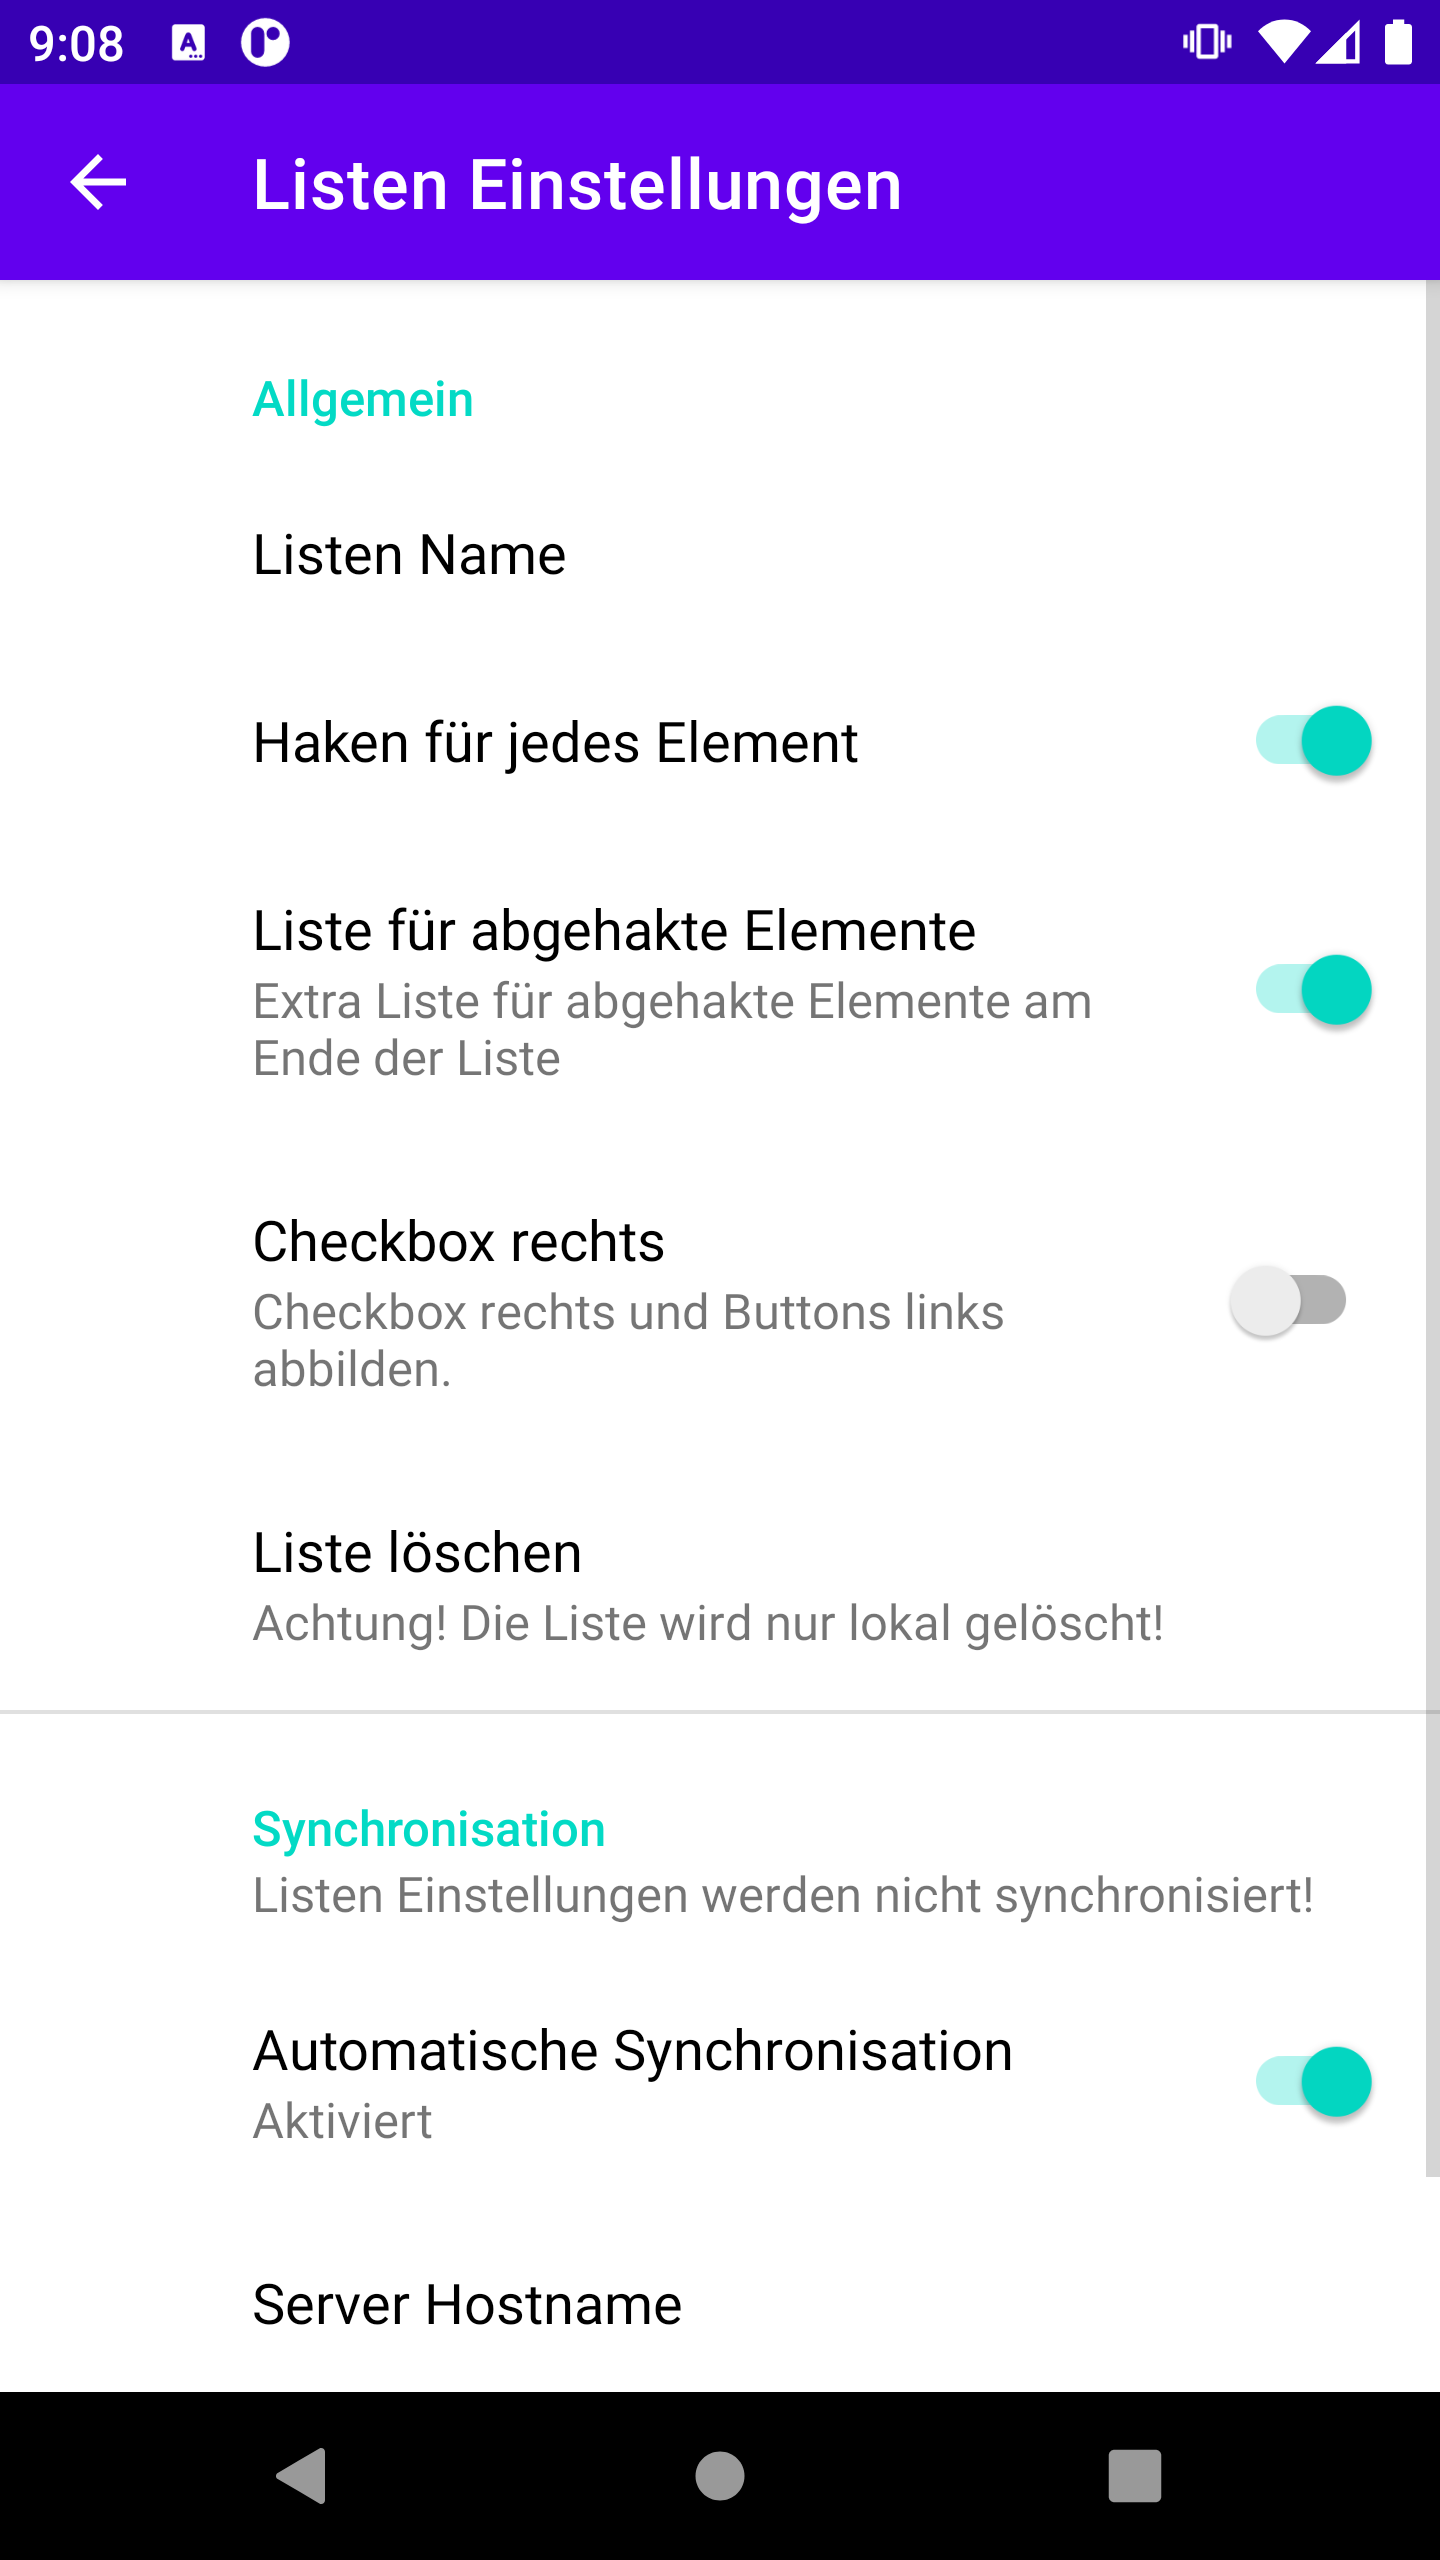 9:08
Listen Einstellungen
Allgemein
Listen Name
Haken für jedes Element
Liste für abgehakte Elemente
Extra Liste für abgehakte Elemente am
Ende der Liste
Checkbox rechts
Checkbox rechts und Buttons links
abbilden.
Liste löschen
Achtung! Die Liste wird nur lokal gelöscht!
Synchronisation
Listen Einstellungen werden nicht synchronisiert!
Automatische Synchronisation
Aktiviert
Server Hostname